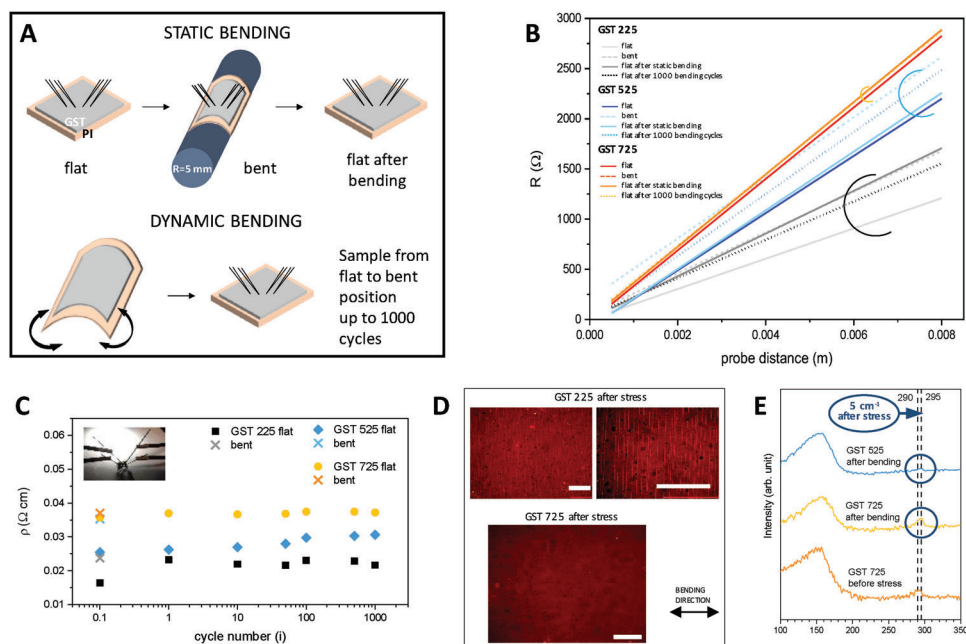 A
STATIC BENDING
GST
PI
R=5 mm
flat
bent
flat after
bending
DYNAMIC BENDING
Sample from
flat to bent
position
up to 1000
cycles
B
3000
2750
2500
2250
2000
1750
1500
1250
1000
750
500
250
0
R (Ω)
GST 225
flat
bent
flat after static bending
flat after 1000 bending cycles
GST 525
flat
bent
flat after static bending
flat after 1000 bending cycles
GST 725
flat
bent
flat after static bending
flat after 1000 bending cycles
0.000 0.002 0.004 0.006 0.008
probe distance (m)
C
0.06
0.05
0.04
0.03
0.02
0.01
0.00
ρ (Ω cm)
GST 225 flat
bent
GST 525 flat
bent
GST 725 flat
bent
0.1 1 10 100 1000
cycle number (i)
D
GST 225 after stress
GST 725 after stress
BENDING
DIRECTION
E
290 295
5 cm⁻¹
after stress
GST 525
after bending
GST 725
after bending
GST 725
before stress
Intensity (arb. unit)
100 150 200 250 300 350